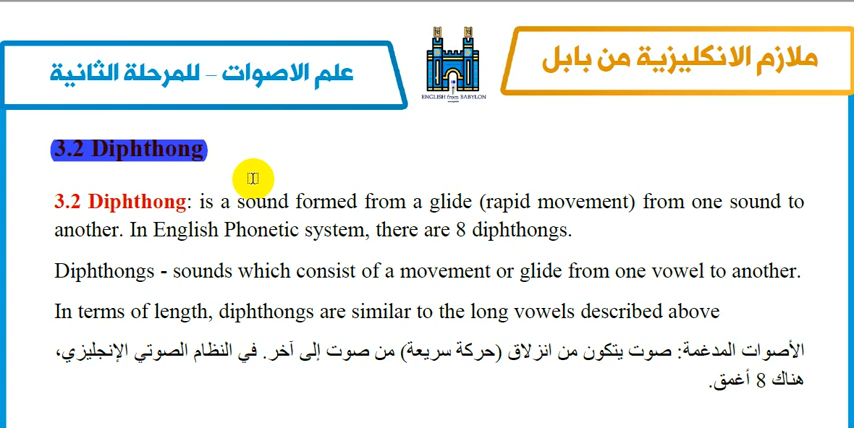 علم الاصوات – للمرحلة الثانية
ENGLISH from BABYLON
ملازم الانكليزية من بابل
3.2 Diphthong
3.2 Diphthong: is a sound formed from a glide (rapid movement) from one sound to
another. In English Phonetic system, there are 8 diphthongs.
Diphthongs - sounds which consist of a movement or glide from one vowel to another.
In terms of length, diphthongs are similar to the long vowels described above
الأصوات المدغمة: صوت يتكون من انزلاق (حركة سريعة) من صوت إلى آخر. في النظام الصوتي الإنجليزي،
هناك 8 أغمق.